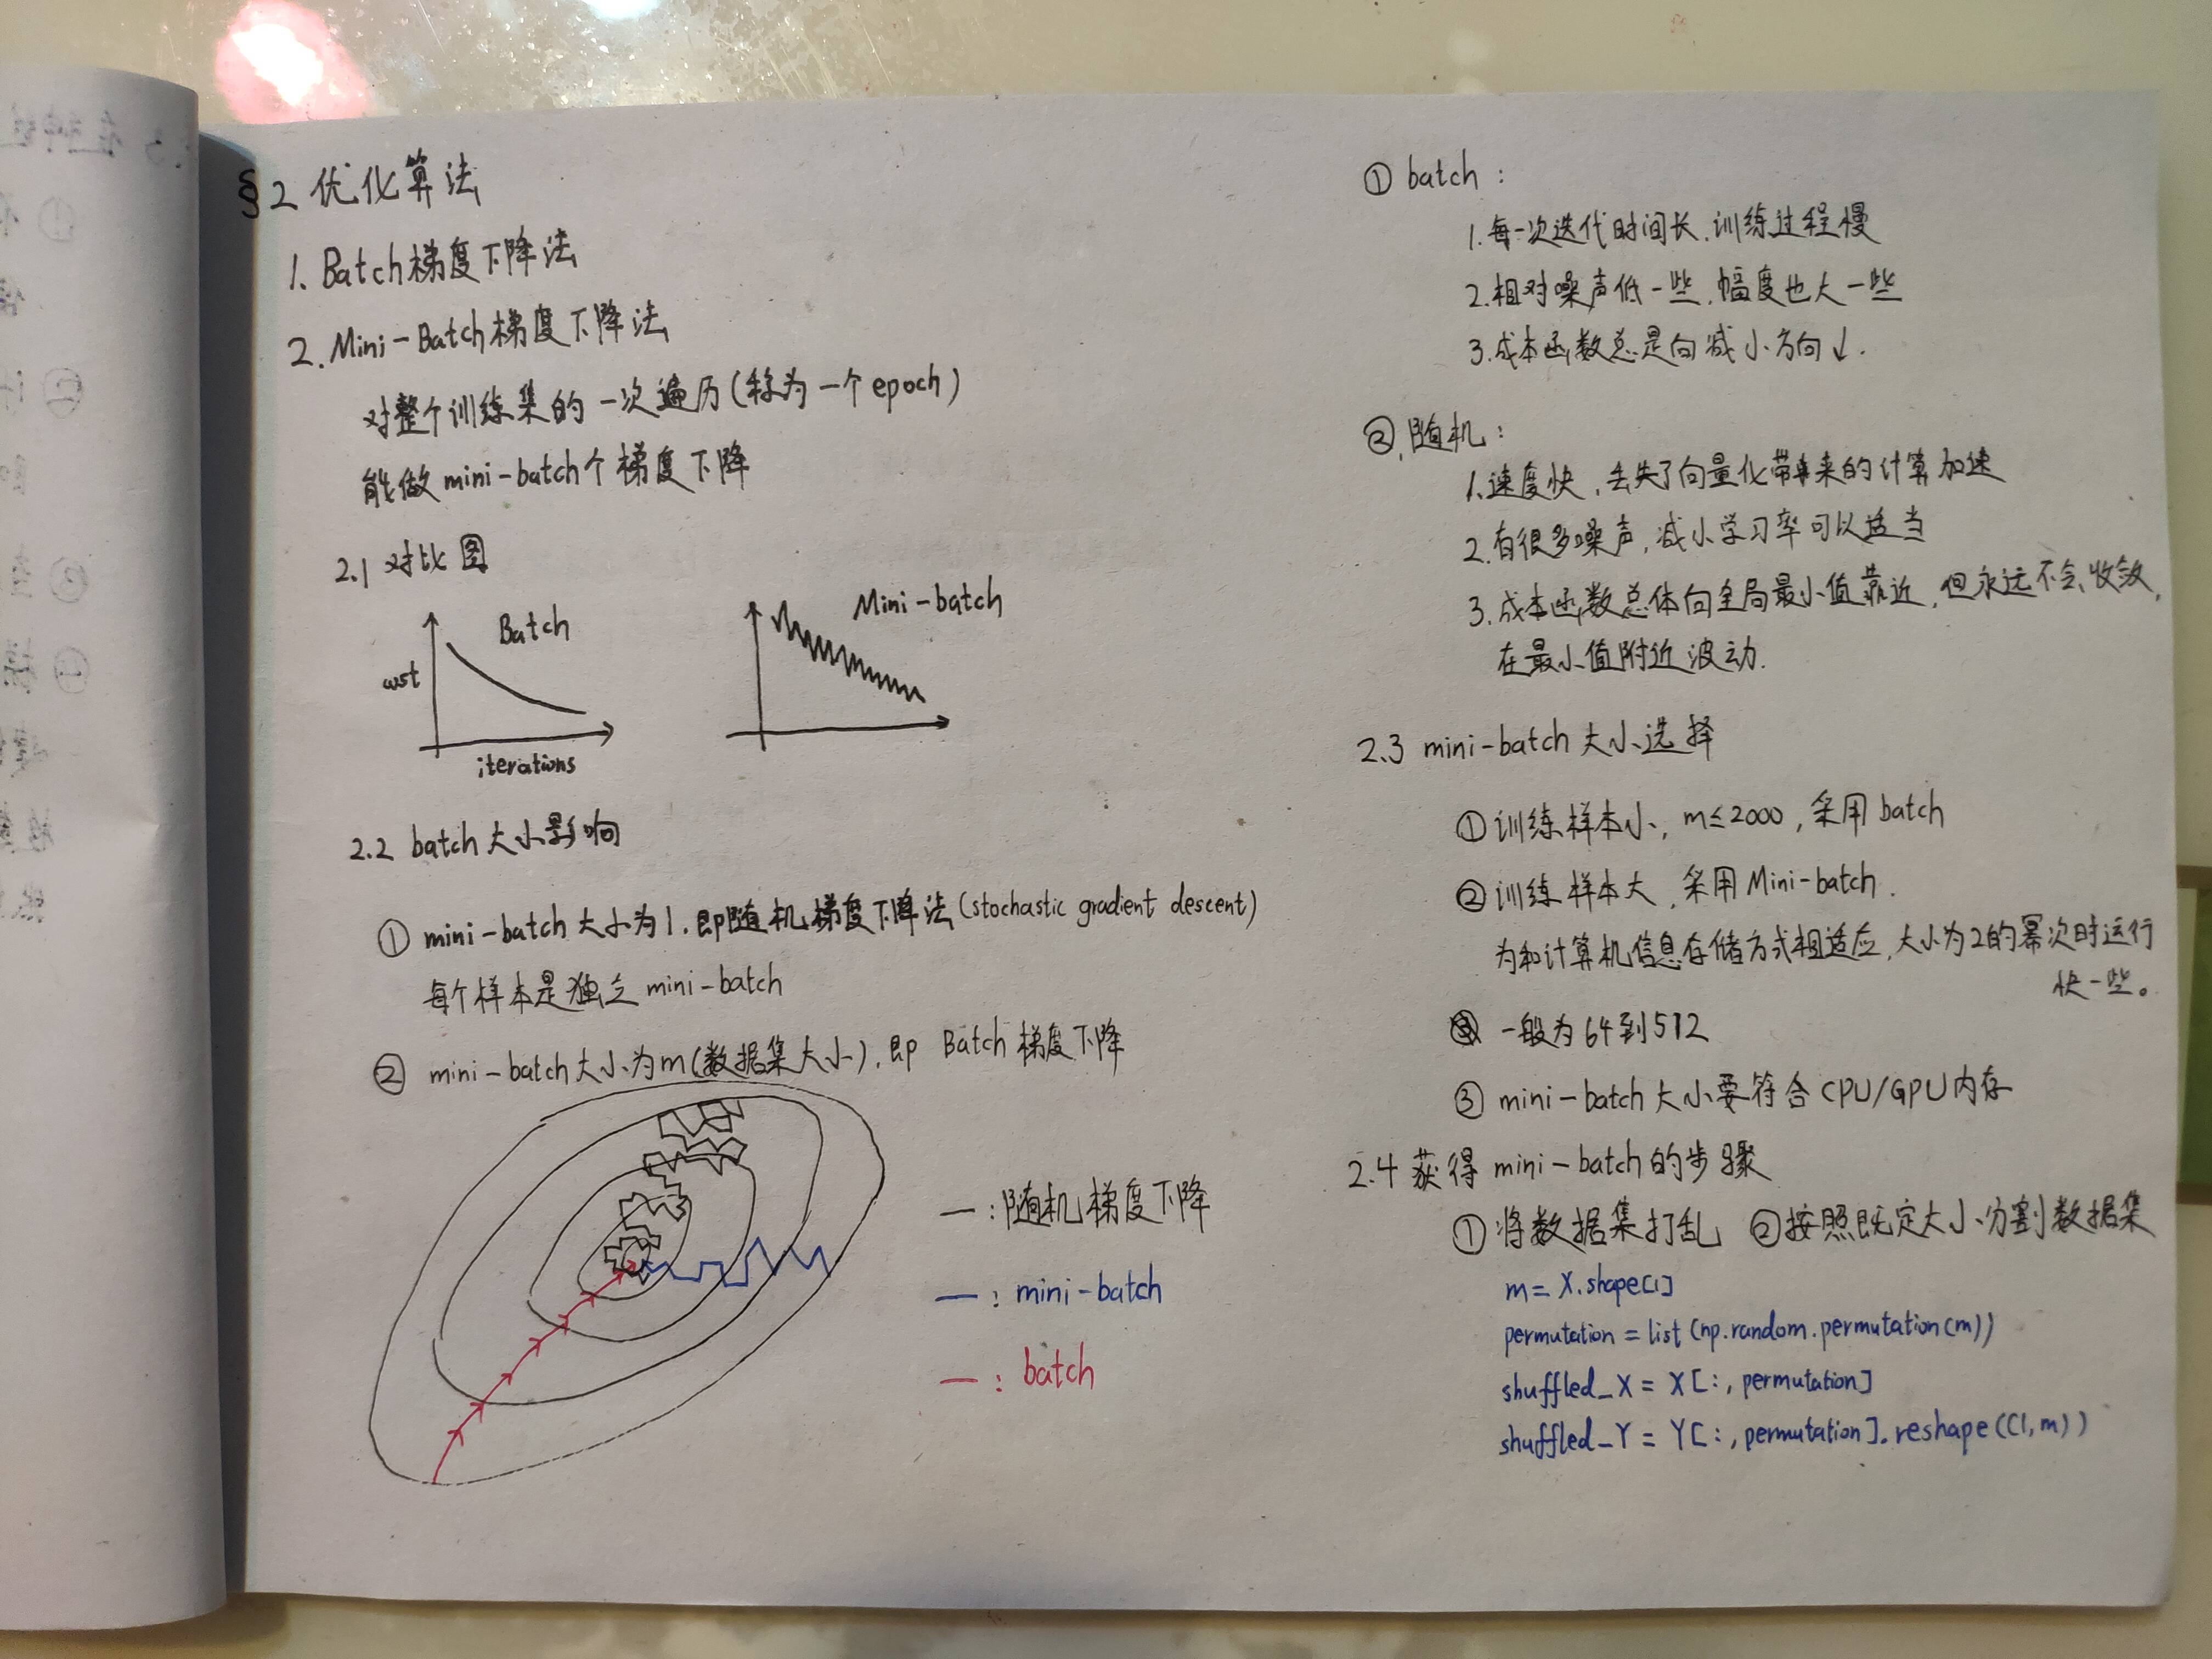 §2 优化算法
1. Batch梯度下降法
2. Mini-Batch梯度下降法
对整个训练集的一次遍历(称为一个epoch)
能做mini-batch个梯度下降
2.1 对比图
Batch
cost
iterations
Mini-batch
2.2 batch大小影响
① mini-batch大小为1.即随机梯度下降法(stochastic gradient descent)
每个样本是独立mini-batch
② mini-batch大小为m(数据集大小),即 Batch梯度下降
—:随机梯度下降
—:mini-batch
—:batch
① batch:
1.每一次迭代时间长.训练过程慢
2.相对噪声低一些,幅度也大一些
3.成本函数总是向减小方向↓.
②随机:
1.速度快,丢失了向量化带来的计算加速
2.有很多噪声,减小学习率可以适当
3.成本函数总体向全局最小值靠近,但永远不会收敛,
在最小值附近波动.
2.3 mini-batch大小选择
①训练样本小, m≤2000, 采用batch
②训练样本大,采用Mini-batch.
为和计算机信息存储方式相适应,大小为2的幂次时运行
快一些。
一般为64到512
③ mini-batch大小要符合CPU/GPU内存
2.4 获得mini-batch的步骤
①将数据集打乱 ②按照既定大小分割数据集
m= X.shape[1]
permutation = list(np.random.permutation(m))
shuffled_X = X[:, permutation]
shuffled_Y = Y[:, permutation].reshape((1,m))